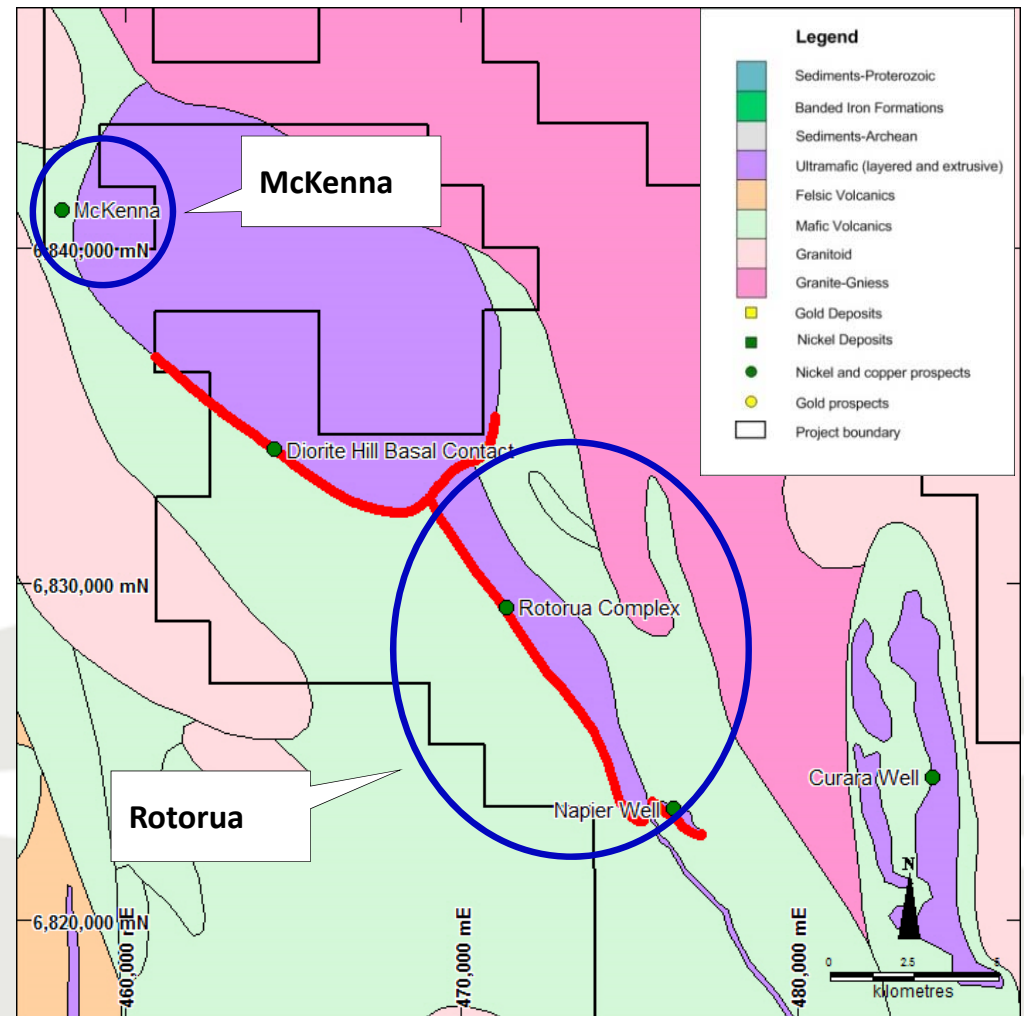 Legend
Sediments-Proterozoic
Banded Iron Formations
Sediments-Archean
Ultramafic (layered and extrusive)
Felsic Volcanics
Mafic Volcanics
Granitoid
Granite-Gniess
Gold Deposits
Nickel Deposits
Nickel and copper prospects
Gold prospects
Project boundary
McKenna
McKenna
6,840,000 mN
Diorite Hill Basal Contact
6,830,000 mN
Rotorua Complex
Curara Well
Napier Well
Rotorua
6,820,000 mN
460,000 mE
470,000 mE
480,000 mE
N
0 2.5 5
kilometres